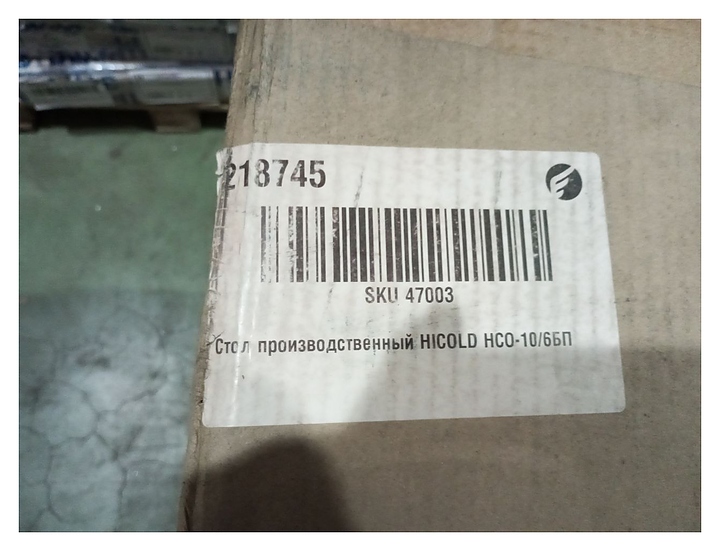 218745
SKU 47003
Стол производственный HICOLD НСО-10/6БП